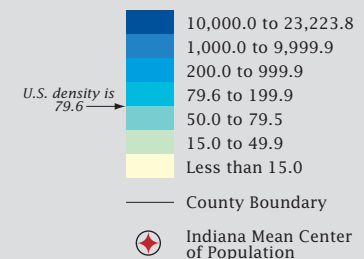 10,000.0 to 23,223.8
1,000.0 to 9,999.9
200.0 to 999.9
U.S. density is
79.6
79.6 to 199.9
50.0 to 79.5
15.0 to 49.9
Less than 15.0
County Boundary
Indiana Mean Center
of Population